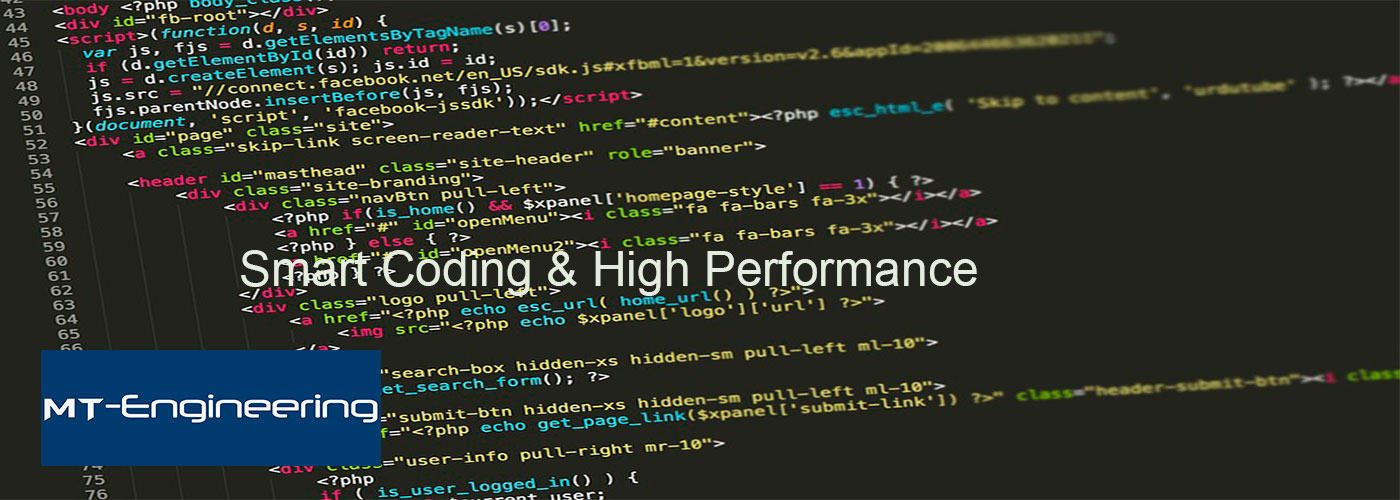 43 <body <?php body_class
44 <div id="fb-root"></div>
45 <script>(function(d, s, id) {
46 var js, fjs = d.getElementsByTagName(s)[0];
47 if (d.getElementById(id)) return;
48 js = d.createElement(s); js.id = id;
49 js.src = "//connect.facebook.net/en_US/sdk.js#xfbml=1&version=v2.6&appId=
50 fjs.parentNode.insertBefore(js, fjs);
51 }(document, 'script', 'facebook-jssdk'));</script>
52 <div id="page" class="site">
53 <a class="skip-link screen-reader-text" href="#content"><?php esc_html_e( 'Skip to content', 'urdutube' ); ?></a
54
55 <header id="masthead" class="site-header" role="banner">
56 <div class="site-branding">
57 <div class="navBtn pull-left">
58 <?php if(is_home() && $xpanel['homepage-style'] == 1) { ?>
59 <a href="#" id="openMenu"><i class="fa fa-bars fa-3x"></i></a>
60 <?php } else { ?>
61 href= id="openMenu2"><i class="fa fa-bars fa-3x"></i></a>
62 <?php } ?>
Smart Coding & High Performance
63 </div>
64 <div class="logo pull-left">
65 <a href="<?php echo esc_url( home_url() ) ?>">
66 <img src="<?php echo $xpanel['logo']['url'] ?>">
</a>
"search-box hidden-xs hidden-sm pull-left ml-10">
et_search_form(); ?>
MT-Engineering
="submit-btn hidden-xs hidden-sm pull-left ml-10">
f="<?php echo get_page_link($xpanel['submit-link']) ?>" class="header-submit-btn"><i class
74 <div class="user-info pull-right mr-10">
75 <?php
76 if ( is_user_logged_in() ) {